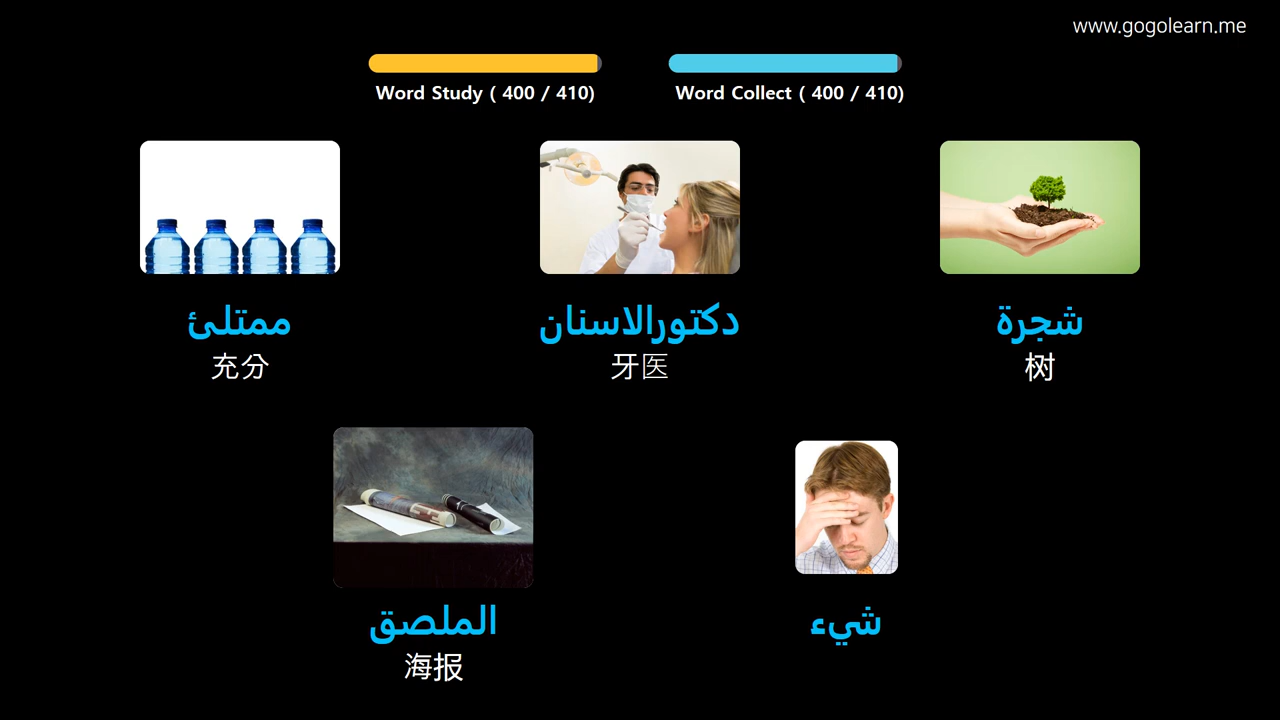 www.gogolearn.me
Word Study ( 400 / 410)
Word Collect ( 400 / 410)
ممتلئ
充分
دكتورالاسنان
牙医
شجرة
树
الملصق
海报
شيء